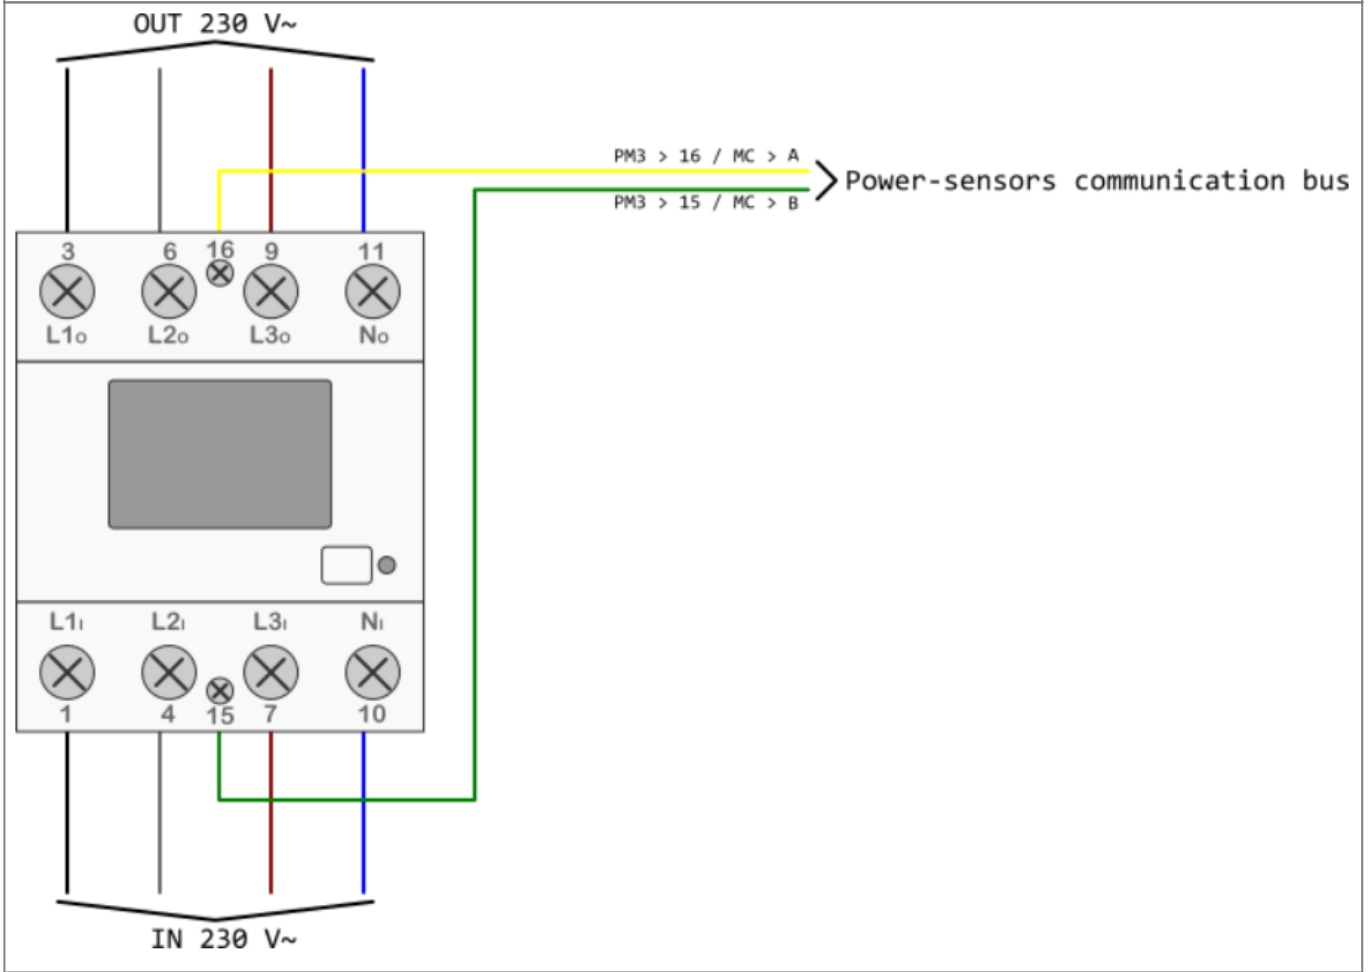 OUT 230 V~
PM3 > 16 / MC > A
Power-sensors communication bus
PM3 > 15 / MC > B
3 6 16 9 11
L1o L2o L3o No
L1I L2I L3I NI
1 4 15 7 10
IN 230 V~